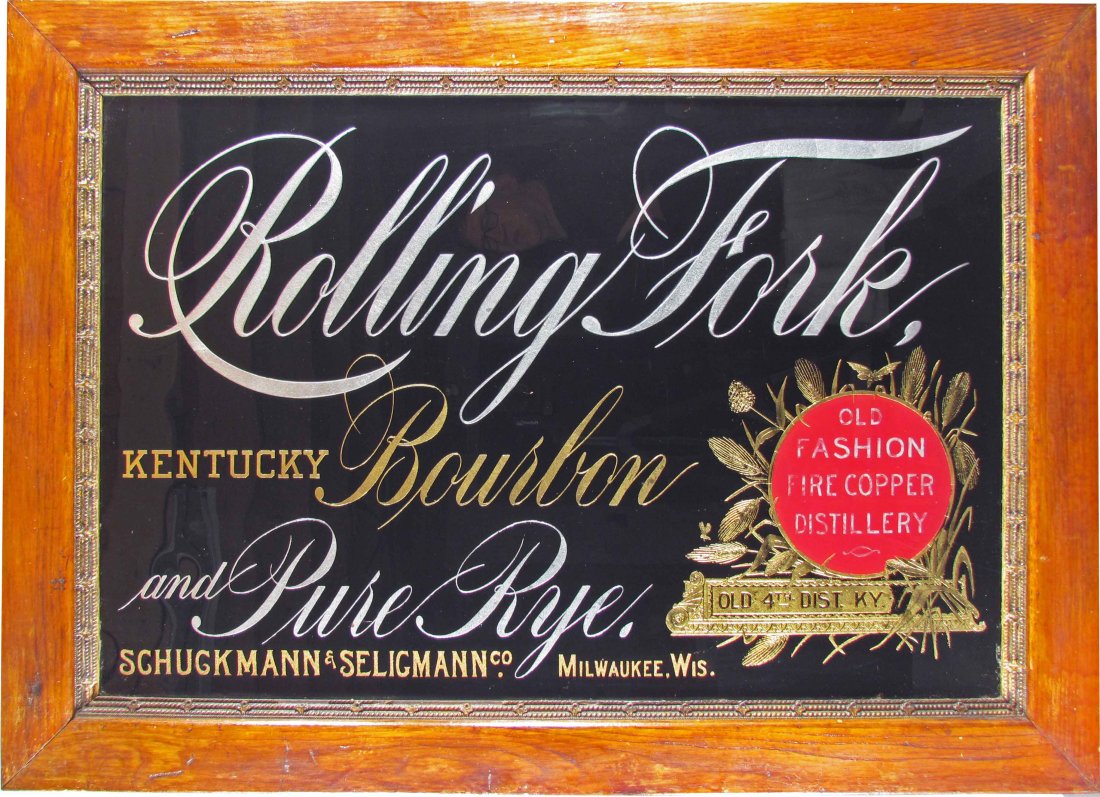 Rolling Fork,
KENTUCKY Bourbon
and Pure Rye.
SCHUCKMANN & SELIGMANN CO. MILWAUKEE, WIS.
OLD
FASHION
FIRE COPPER
DISTILLERY
OLD 4TH DIST. KY.